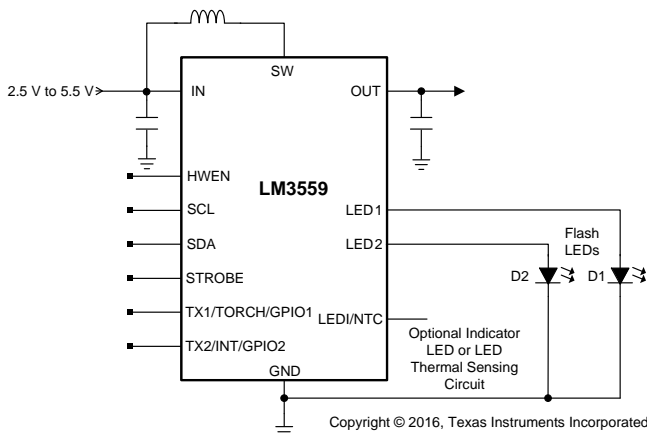 SW
2.5 V to 5.5 V
IN
OUT
HWEN
LM3559
SCL
LED1
SDA
LED2
Flash
LEDs
STROBE
D2
D1
TX1/TORCH/GPIO1
LEDI/NTC
Optional Indicator
LED or LED
Thermal Sensing
Circuit
TX2/INT/GPIO2
GND
Copyright © 2016, Texas Instruments Incorporated